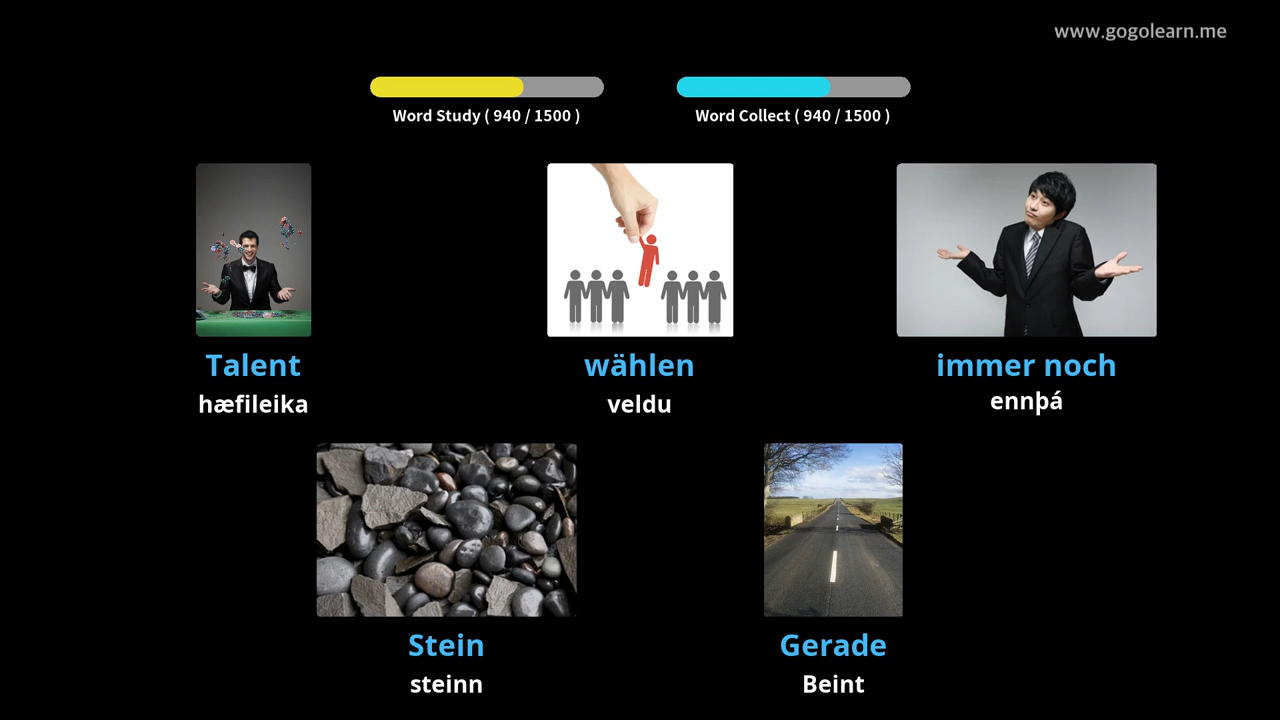 www.gogolearn.me
Word Study ( 940 / 1500 )
Word Collect ( 940 / 1500 )
Talent
hæfileika
wählen
veldu
immer noch
ennþá
Stein
steinn
Gerade
Beint